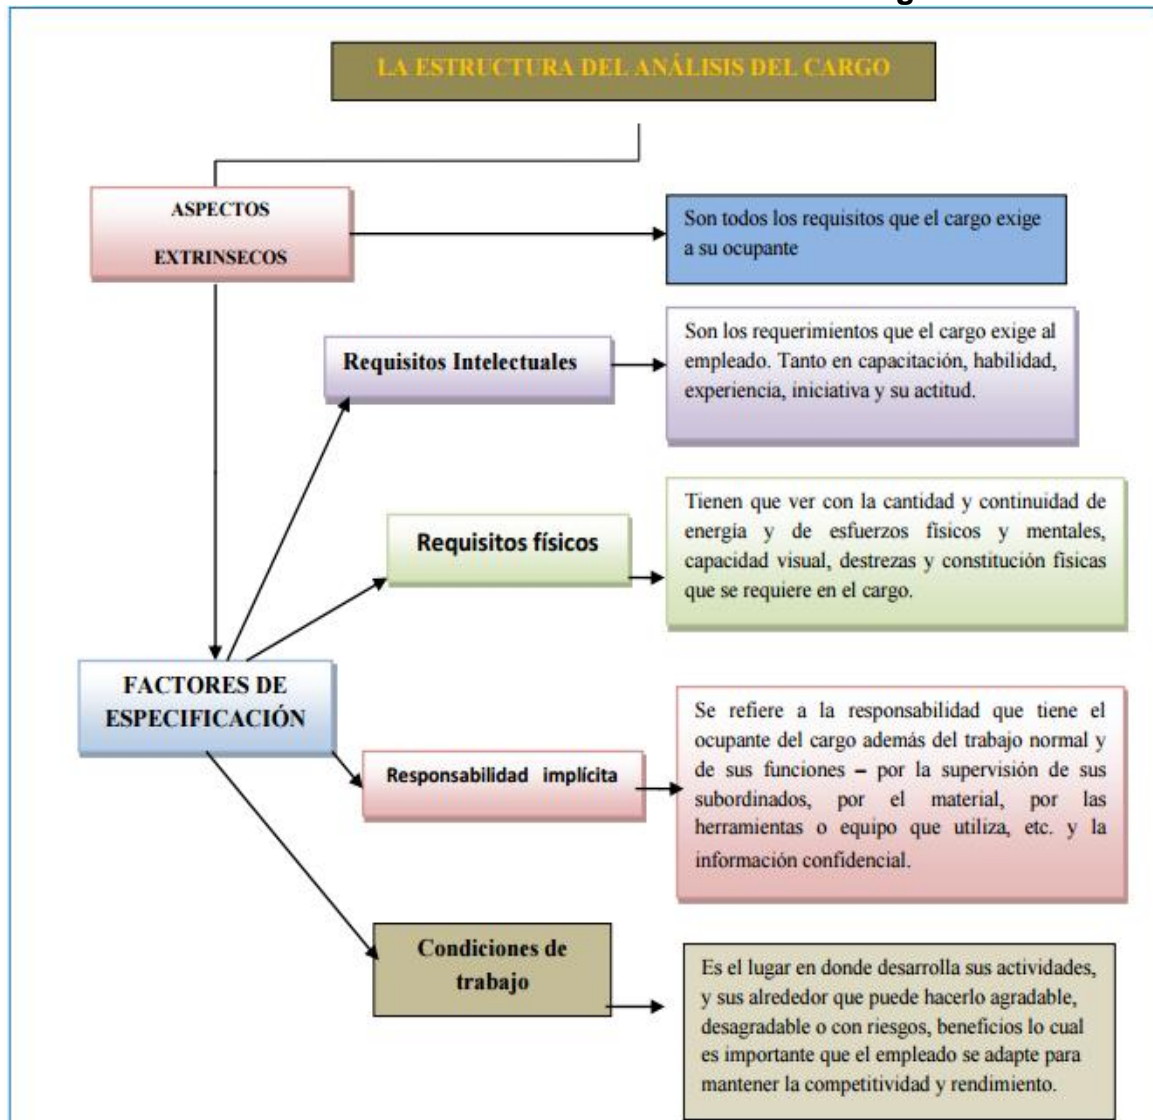 LA ESTRUCTURA DEL ANÁLISIS DEL CARGO
ASPECTOS
EXTRINSECOS
Son todos los requisitos que el cargo exige
a su ocupante
Requisitos Intelectuales
Son los requerimientos que el cargo exige al
empleado. Tanto en capacitación, habilidad,
experiencia, iniciativa y su actitud.
Requisitos físicos
Tienen que ver con la cantidad y continuidad de
energía y de esfuerzos físicos y mentales,
capacidad visual, destrezas y constitución físicas
que se requiere en el cargo.
FACTORES DE
ESPECIFICACIÓN
Responsabilidad implícita
Se refiere a la responsabilidad que tiene el
ocupante del cargo además del trabajo normal y
de sus funciones – por la supervisión de sus
subordinados, por el material, por las
herramientas o equipo que utiliza, etc. y la
información confidencial.
Condiciones de
trabajo
Es el lugar en donde desarrolla sus actividades,
y sus alrededor que puede hacerlo agradable,
desagradable o con riesgos, beneficios lo cual
es importante que el empleado se adapte para
mantener la competitividad y rendimiento.